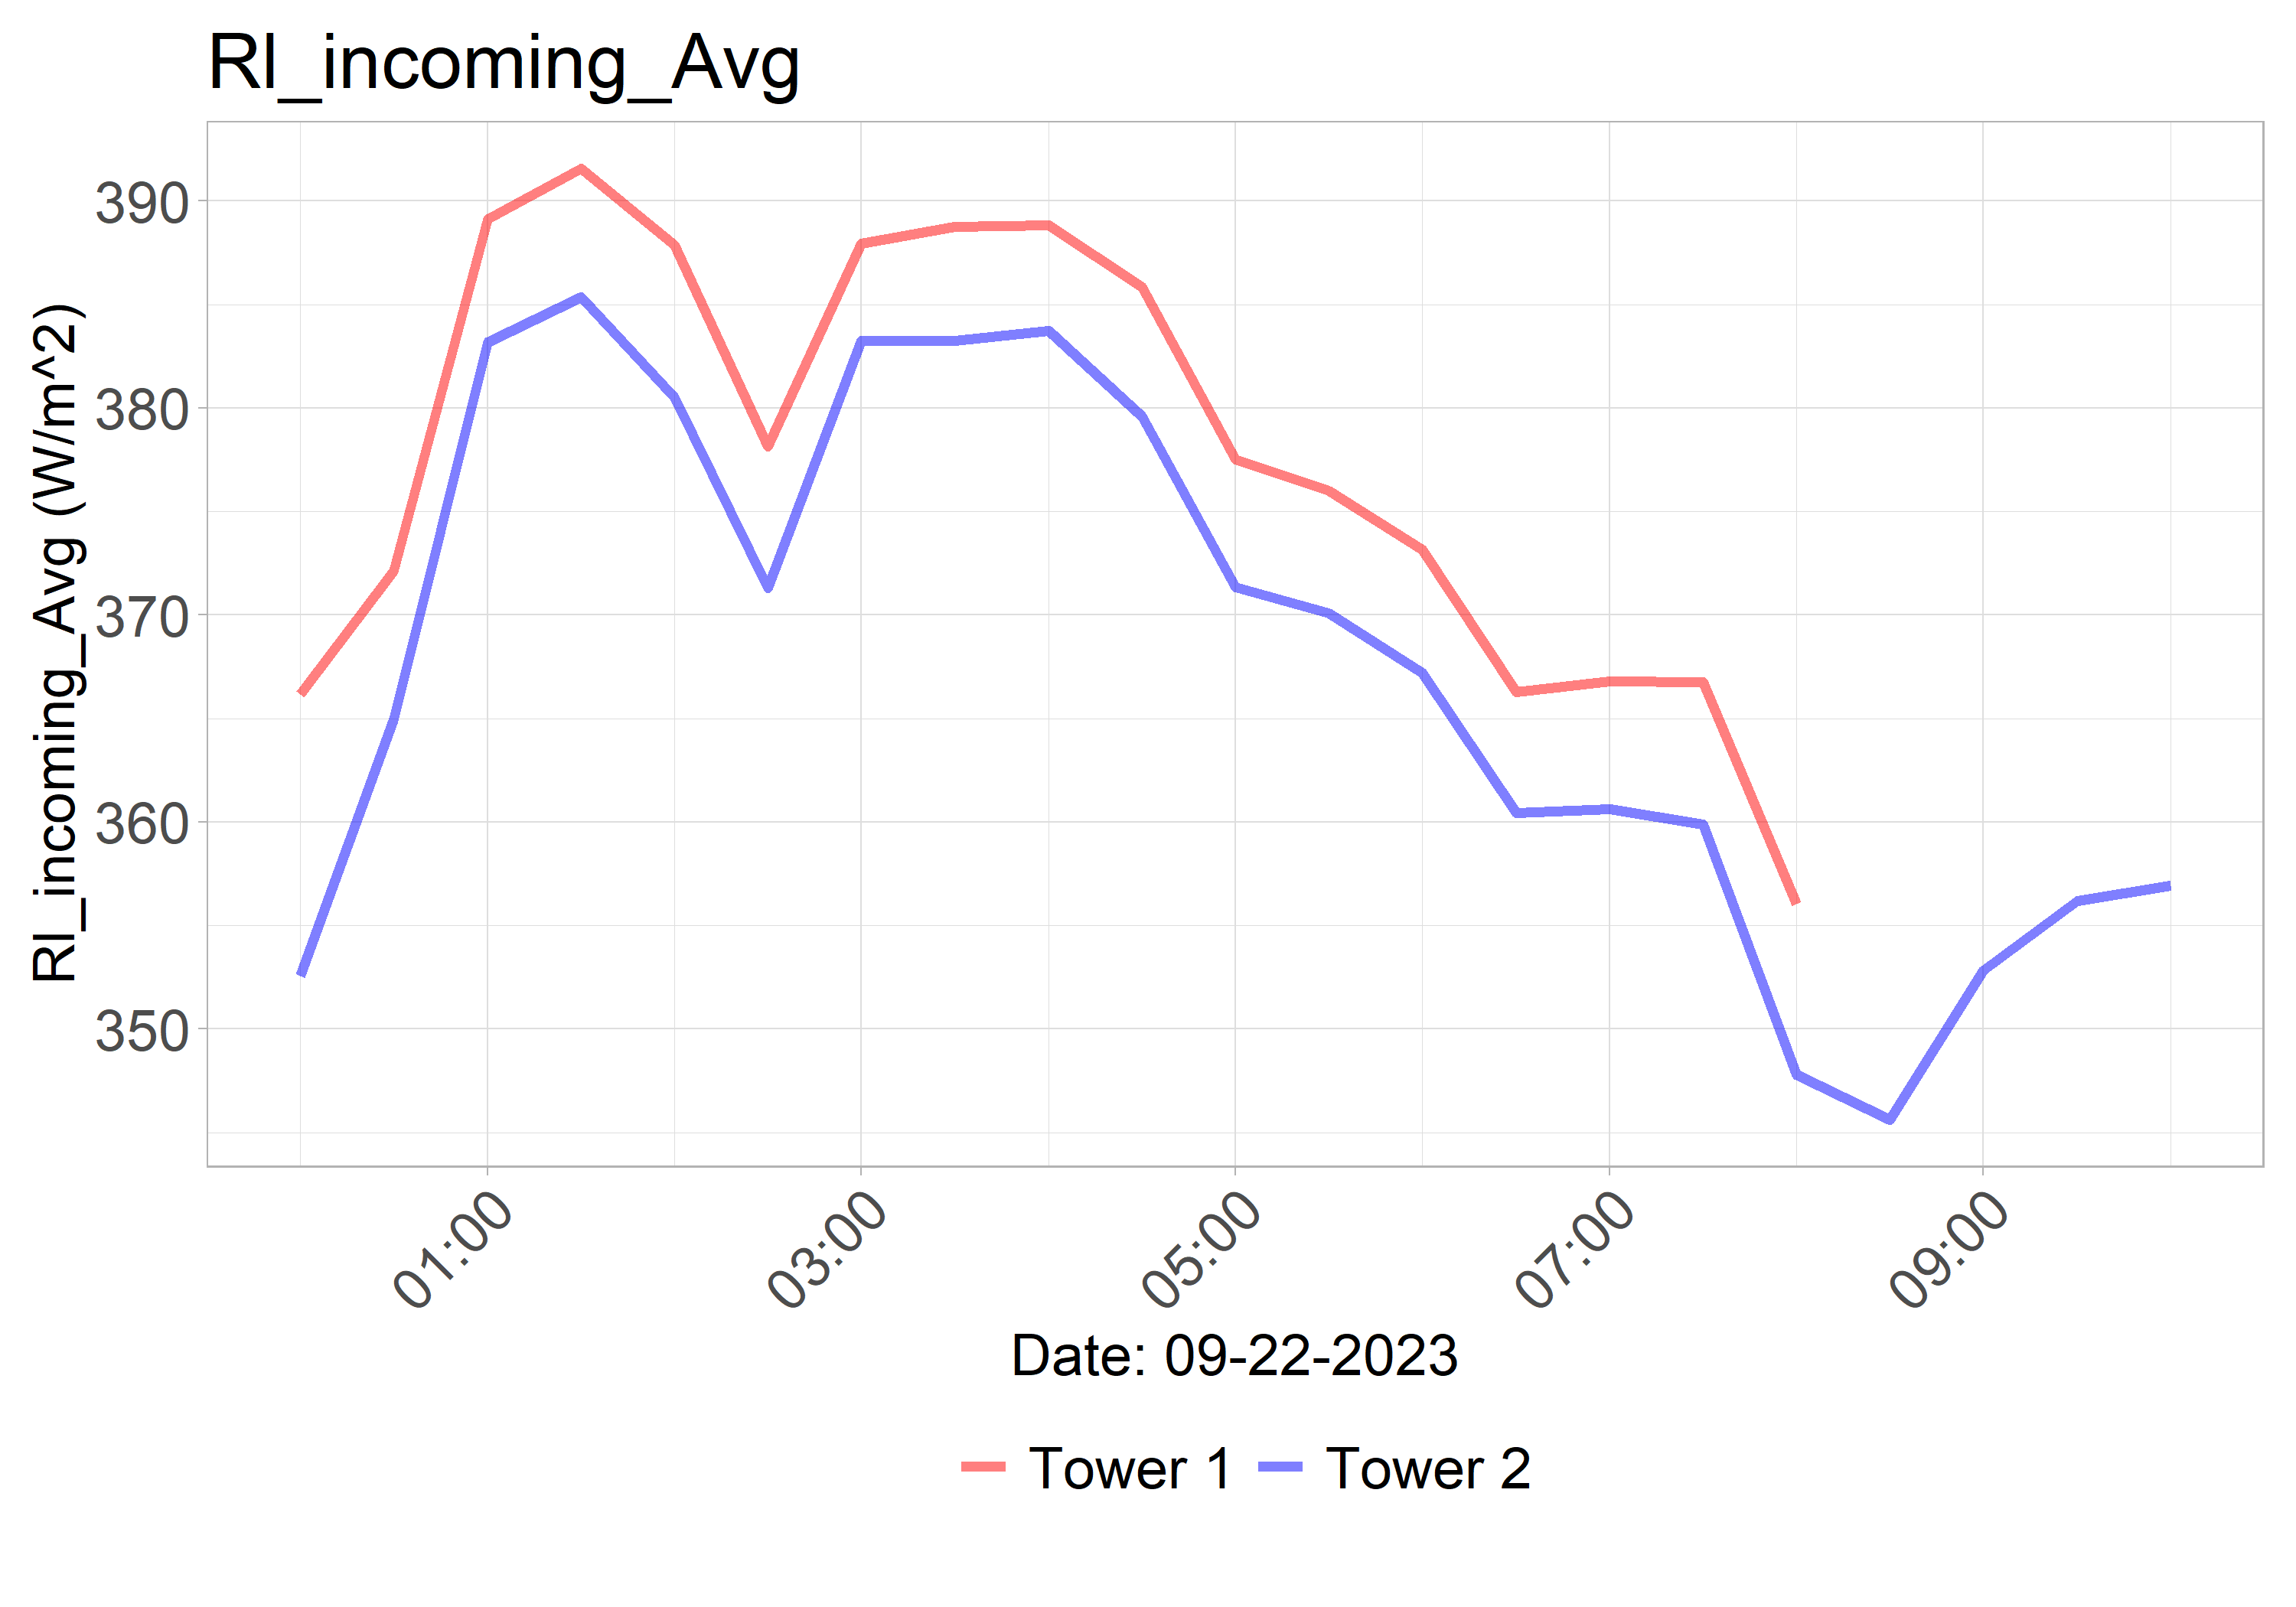 Rl_incoming_Avg
Rl_incoming_Avg (W/m^2)
390
380
370
360
350
01:00
03:00
05:00
07:00
09:00
Date: 09-22-2023
Tower 1
Tower 2